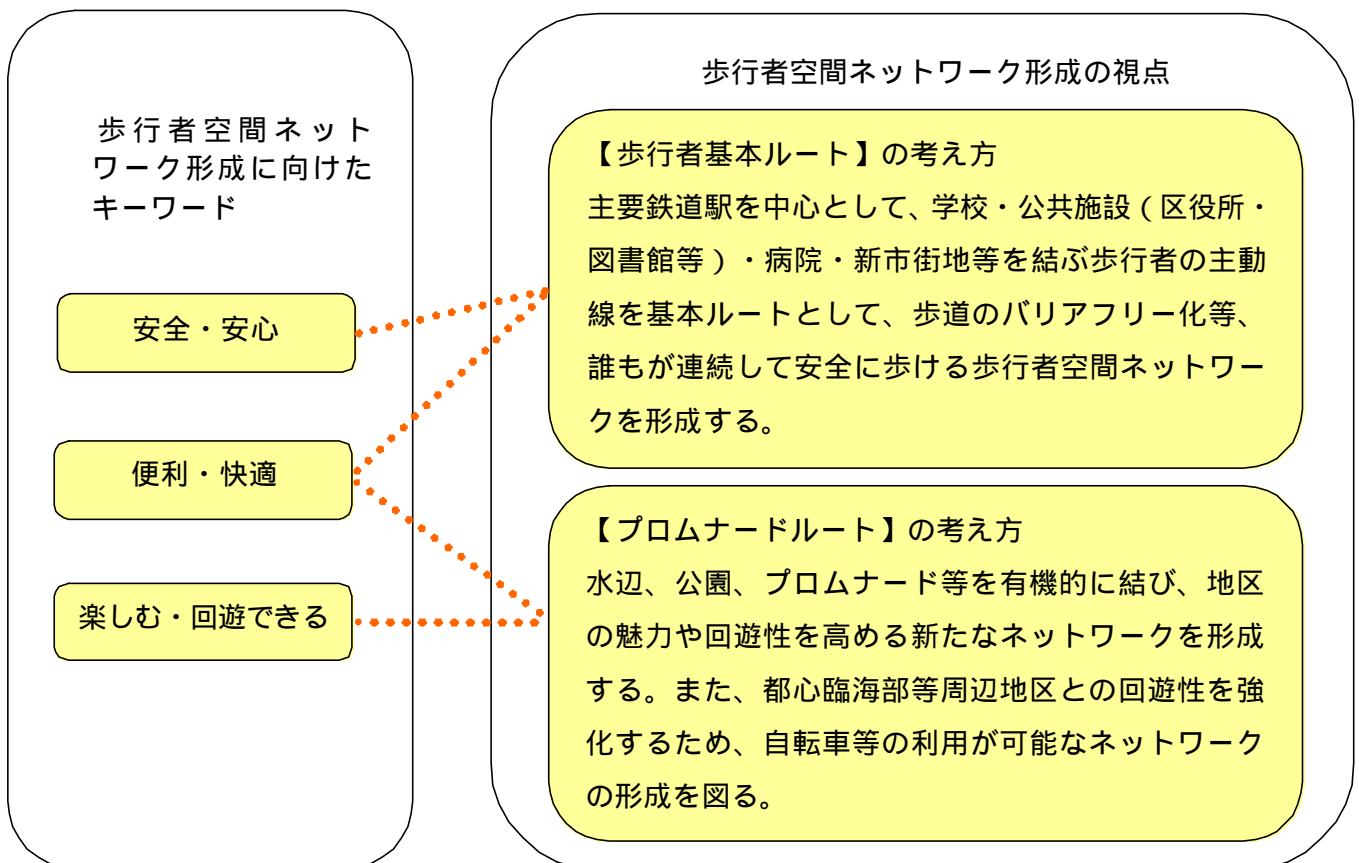 歩行者空間ネット
ワーク形成に向けた
キーワード
安全・安心
便利・快適
楽しむ・回遊できる
歩行者空間ネットワーク形成の視点
【歩行者基本ルート】の考え方
主要鉄道駅を中心として、学校・公共施設（区役所・
図書館等）・病院・新市街地等を結ぶ歩行者の主動
線を基本ルートとして、歩道のバリアフリー化等、
誰もが連続して安全に歩ける歩行者空間ネットワー
クを形成する。
【プロムナードルート】の考え方
水辺、公園、プロムナード等を有機的に結び、地区
の魅力や回遊性を高める新たなネットワークを形成
する。また、都心臨海部等周辺地区との回遊性を強
化するため、自転車等の利用が可能なネットワーク
の形成を図る。